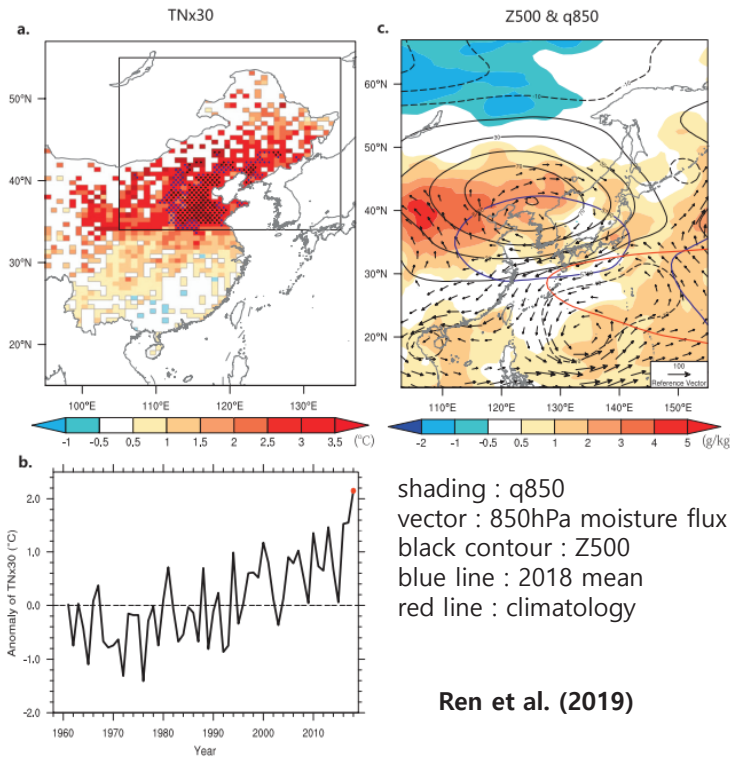 TNx30
a.
50°N
40°N
30°N
20°N
100°E 110°E 120°E 130°E
-1 -0.5 0.5 1 1.5 2 2.5 3 3.5 (°C)
Z500 & q850
c.
60°N
50°N
40°N
30°N
20°N
-10
30
70
100
Reference Vector
110°E 120°E 130°E 140°E 150°E
-2 -1 -0.5 0.5 1 2 3 4 5 (g/kg)
b.
Anomaly of TNx30 (°C)
2.0
1.0
0.0
-1.0
-2.0
1960 1970 1980 1990 2000 2010
Year
shading : q850
vector : 850hPa moisture flux
black contour : Z500
blue line : 2018 mean
red line : climatology
Ren et al. (2019)